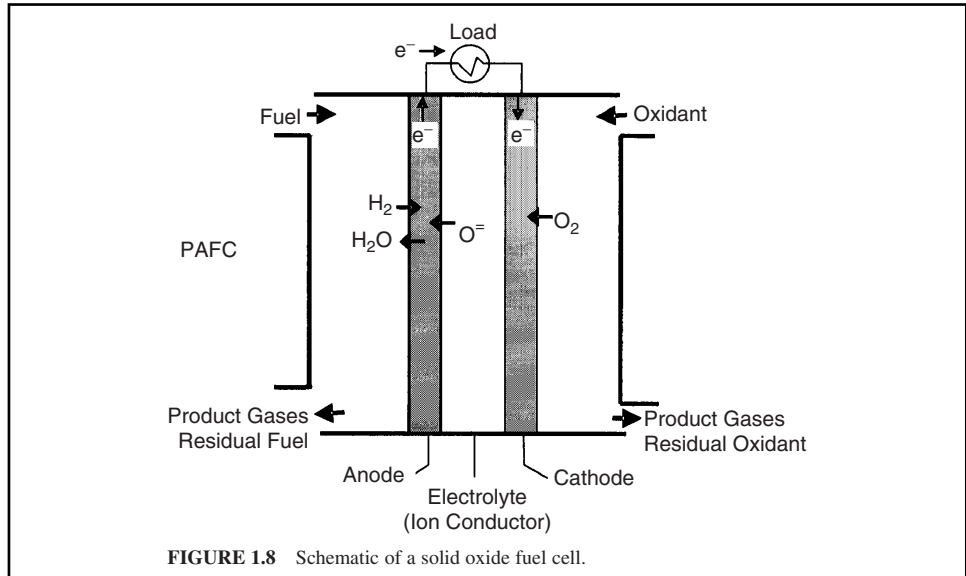 Load
e⁻
Fuel
Oxidant
e⁻
e⁻
H₂
O₂
O⁼
H₂O
PAFC
Product Gases
Residual Fuel
Product Gases
Residual Oxidant
Anode
Cathode
Electrolyte
(Ion Conductor)
FIGURE 1.8 Schematic of a solid oxide fuel cell.